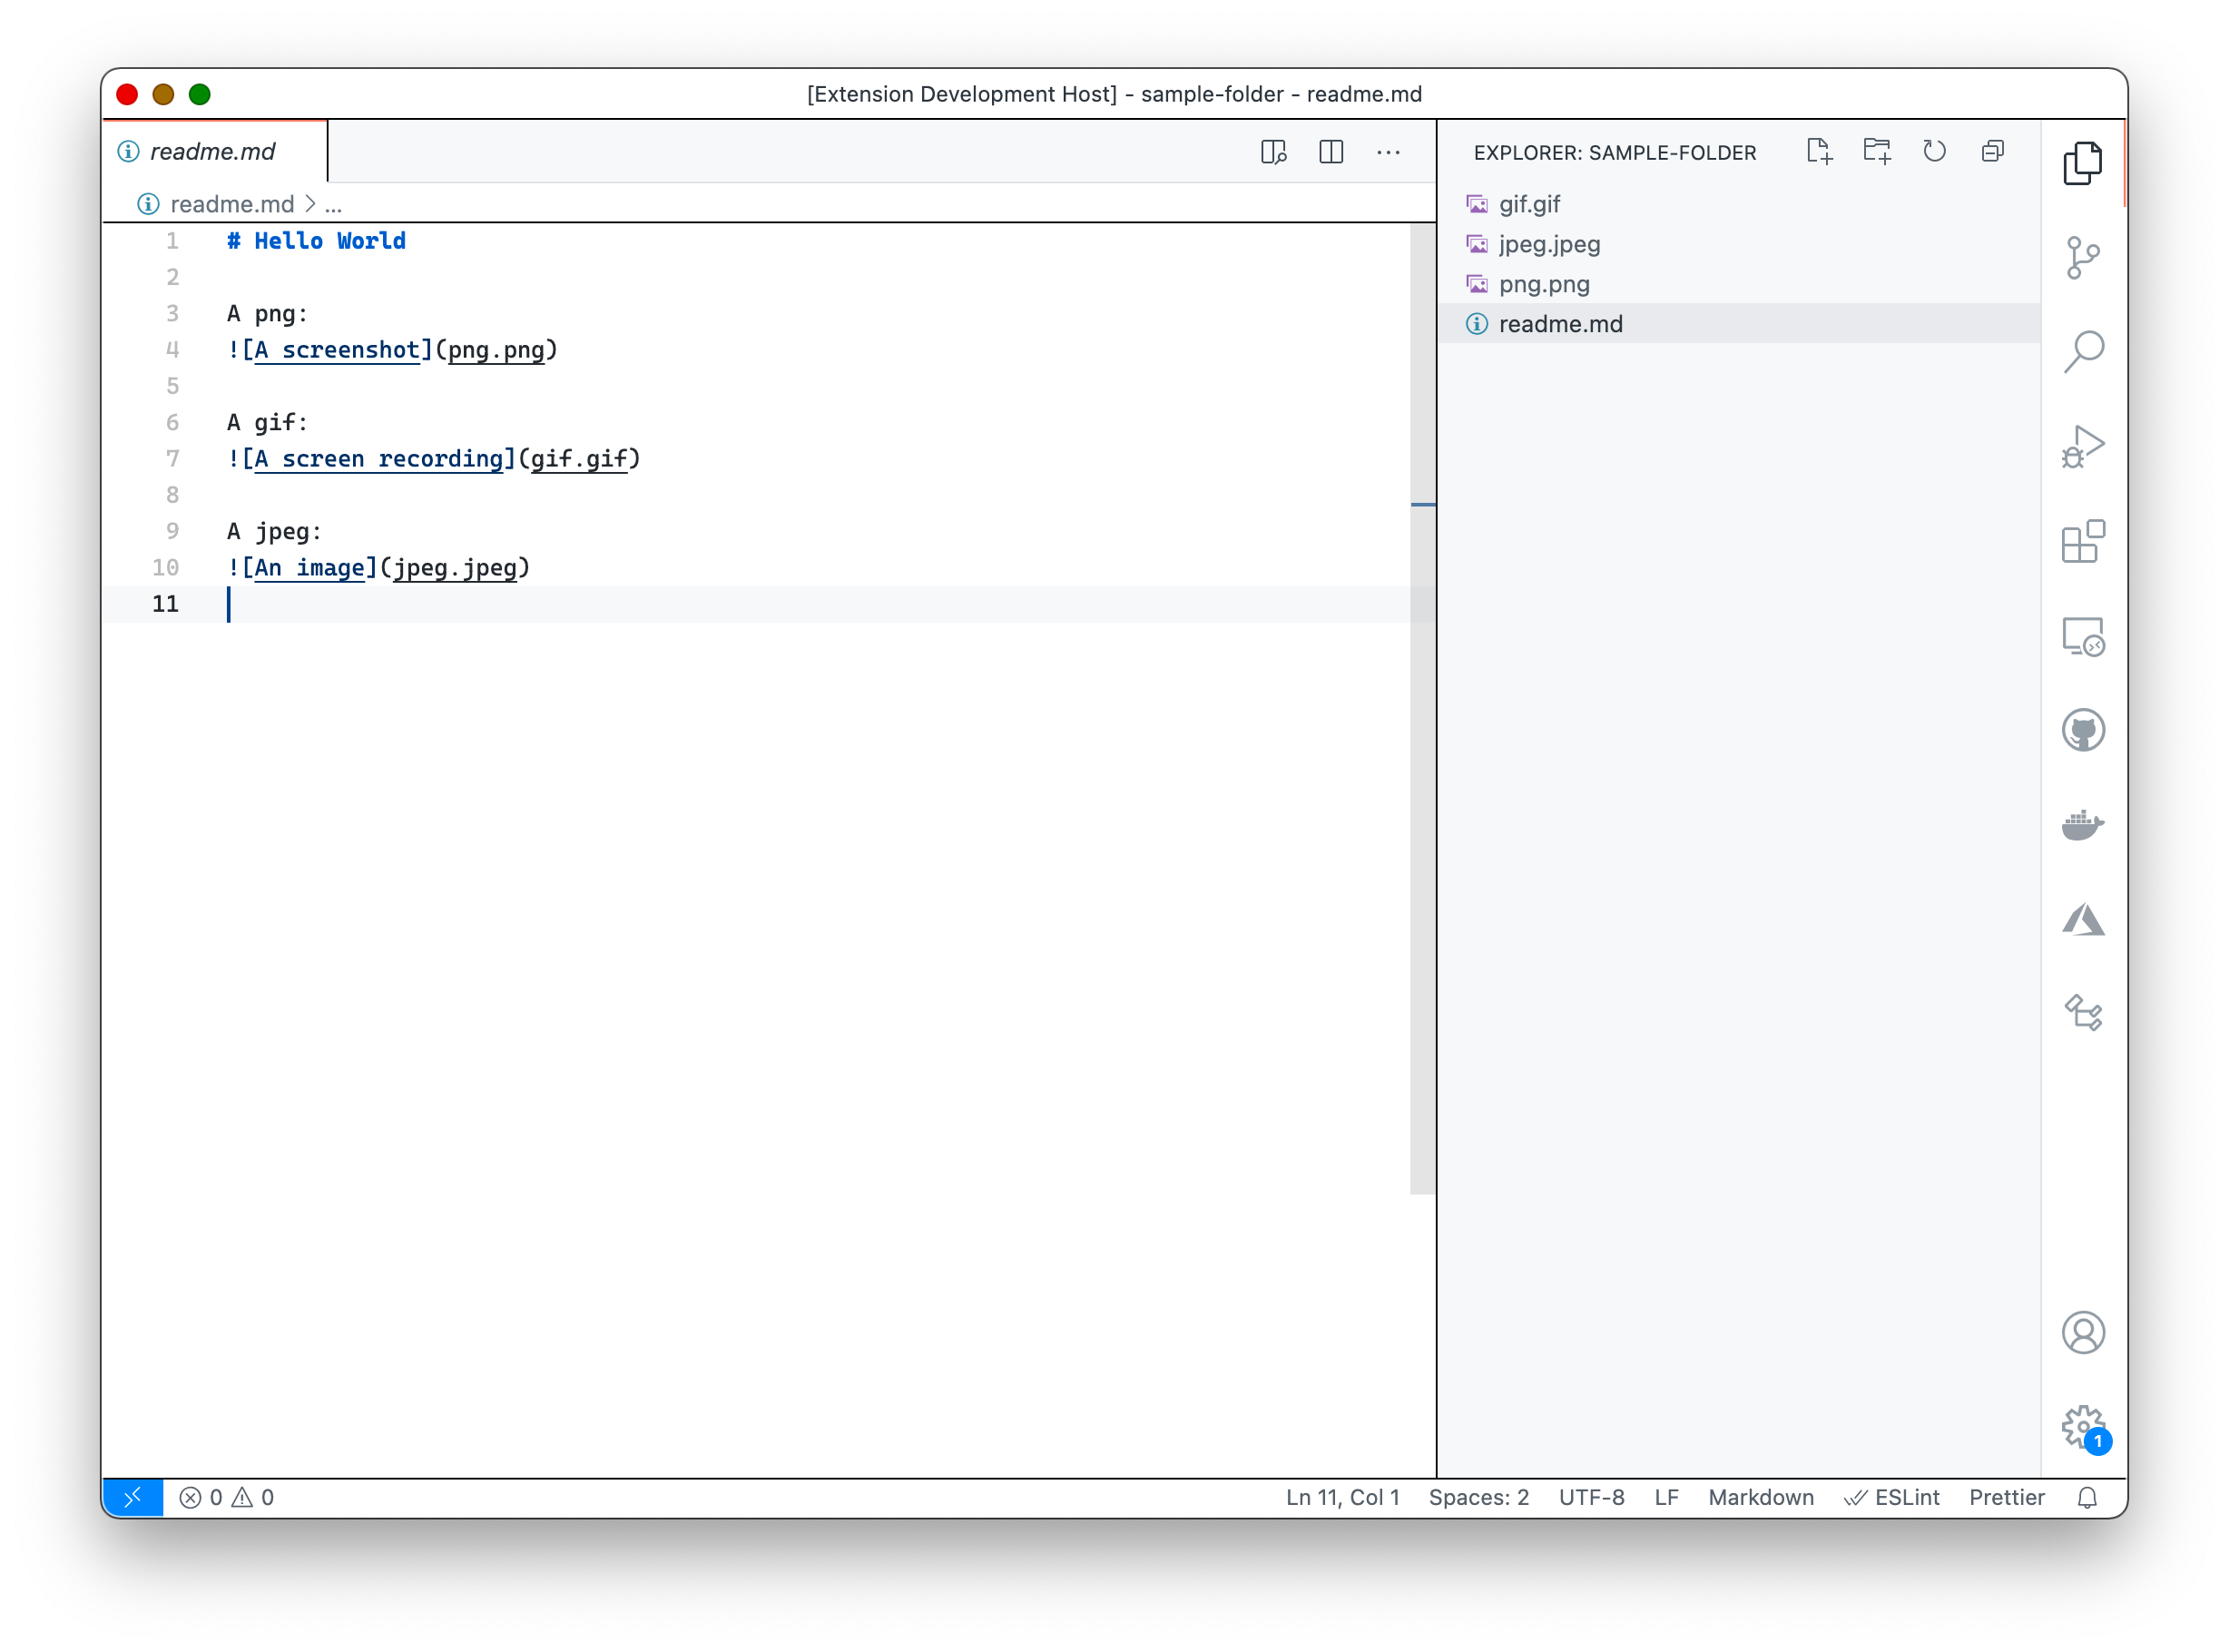 [Extension Development Host] - sample-folder - readme.md
readme.md
readme.md > ...
1 # Hello World
2
3 A png:
4 ![A screenshot](png.png)
5
6 A gif:
7 ![A screen recording](gif.gif)
8
9 A jpeg:
10 ![An image](jpeg.jpeg)
11
EXPLORER: SAMPLE-FOLDER
gif.gif
jpeg.jpeg
png.png
readme.md
1
0 0
Ln 11, Col 1 Spaces: 2 UTF-8 LF Markdown ESLint Prettier